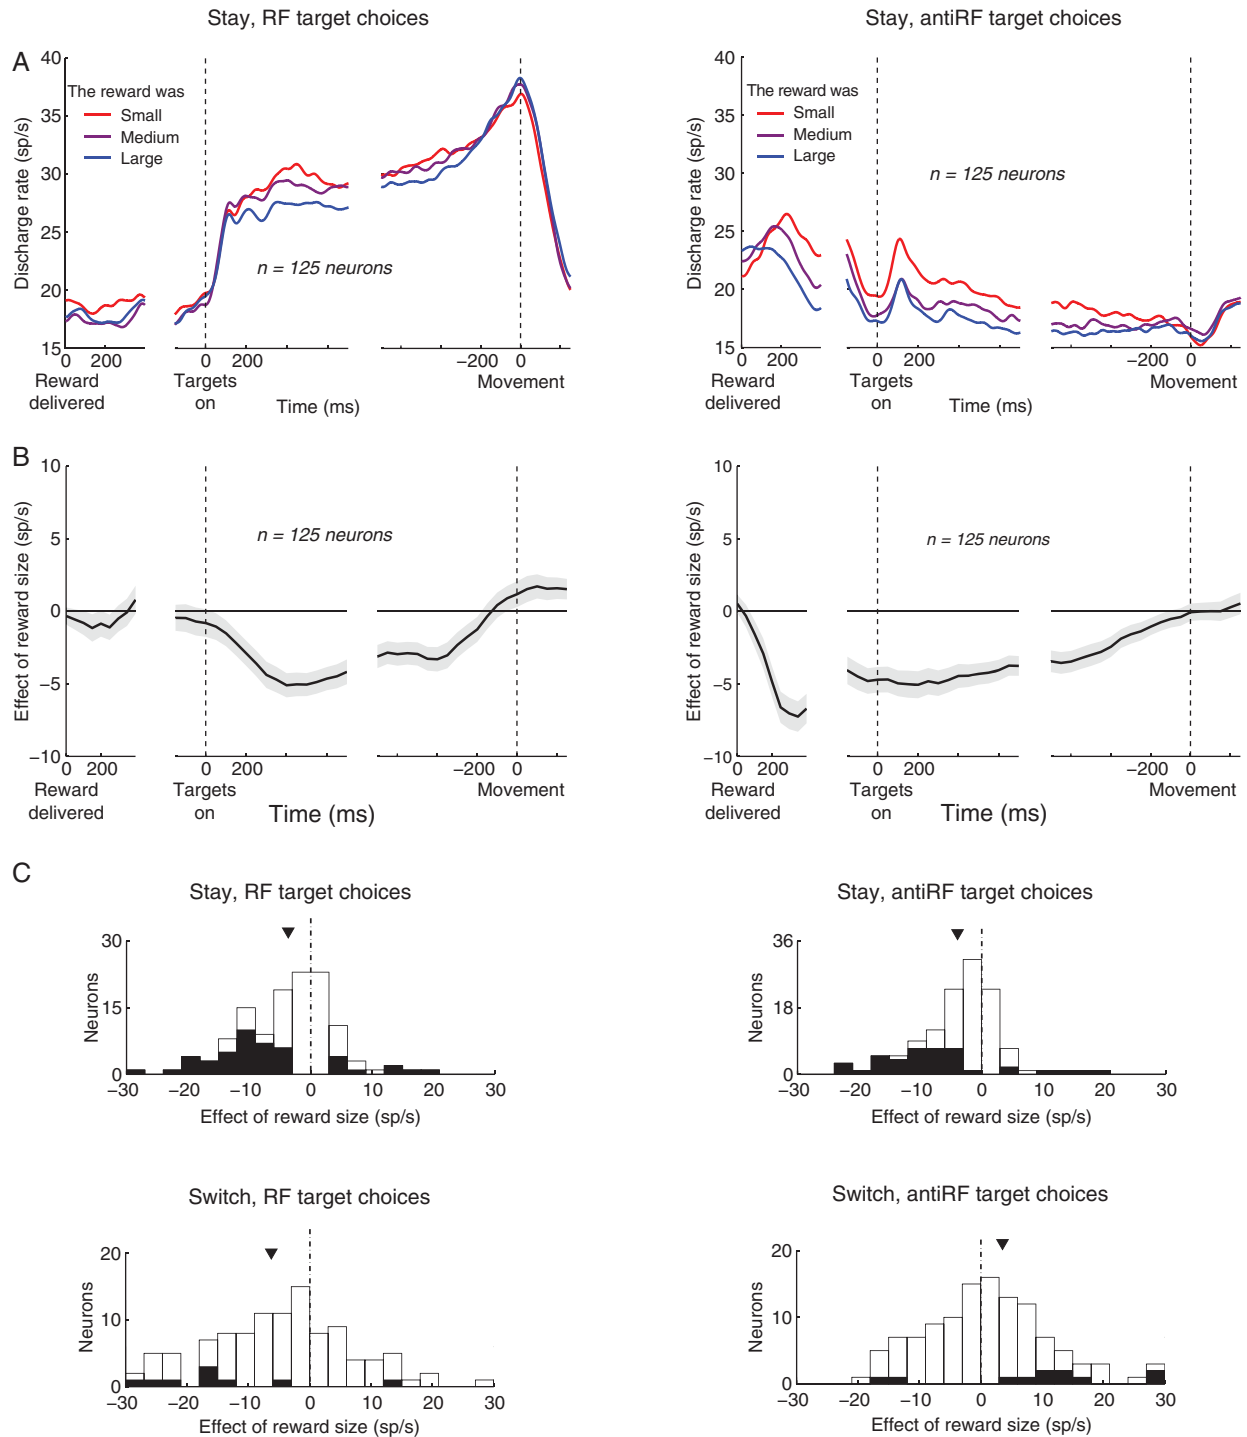 Stay, RF target choices
Stay, antiRF target choices
A
40
35
30
25
20
15
Discharge rate (sp/s)
The reward was
Small
Medium
Large
n = 125 neurons
0 200
0 200
−200 0
Reward delivered
Targets on
Movement
Time (ms)
40
35
30
25
20
15
Discharge rate (sp/s)
The reward was
Small
Medium
Large
n = 125 neurons
0 200
0
−200 0
Reward delivered
Targets on
Movement
Time (ms)
B
10
5
0
−5
−10
Effect of reward size (sp/s)
n = 125 neurons
0 200
0 200
−200 0
Reward delivered
Targets on
Movement
Time (ms)
10
5
0
−5
−10
Effect of reward size (sp/s)
n = 125 neurons
0 200
0 200
−200 0
Reward delivered
Targets on
Movement
Time (ms)
C
Stay, RF target choices
30
15
0
Neurons
−30 −20 −10 0 10 20 30
Effect of reward size (sp/s)
Stay, antiRF target choices
36
18
0
Neurons
−30 −20 −10 0 10 20 30
Effect of reward size (sp/s)
Switch, RF target choices
20
10
0
Neurons
−30 −20 −10 0 10 20 30
Effect of reward size (sp/s)
Switch, antiRF target choices
20
10
0
Neurons
−30 −20 −10 0 10 20 30
Effect of reward size (sp/s)